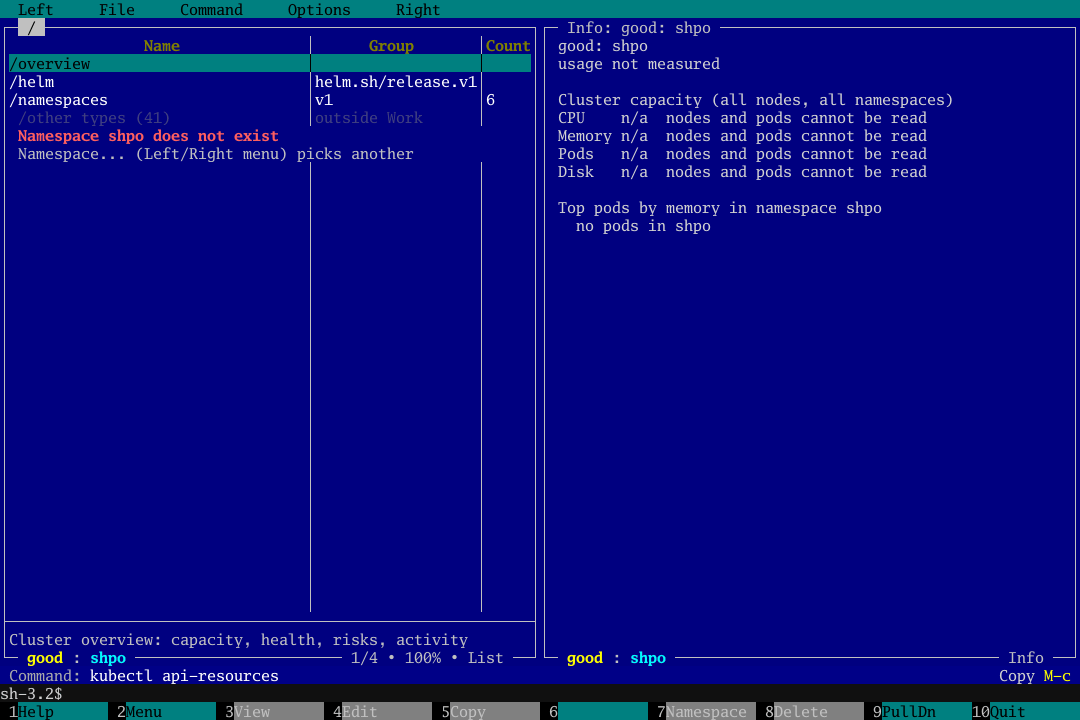 Left File Command Options Right
/
Name Group Count
/overview
/helm helm.sh/release.v1
/namespaces v1 6
/other types (41) outside Work
Namespace shpo does not exist
Namespace... (Left/Right menu) picks another
Cluster overview: capacity, health, risks, activity
good : shpo 1/4 • 100% • List
Info: good: shpo
good: shpo
usage not measured
Cluster capacity (all nodes, all namespaces)
CPU n/a nodes and pods cannot be read
Memory n/a nodes and pods cannot be read
Pods n/a nodes and pods cannot be read
Disk n/a nodes and pods cannot be read
Top pods by memory in namespace shpo
no pods in shpo
good : shpo Info
Command: kubectl api-resources Copy M-c
sh-3.2$
1Help 2Menu 3View 4Edit 5Copy 6 7Namespace 8Delete 9PullDn 10Quit